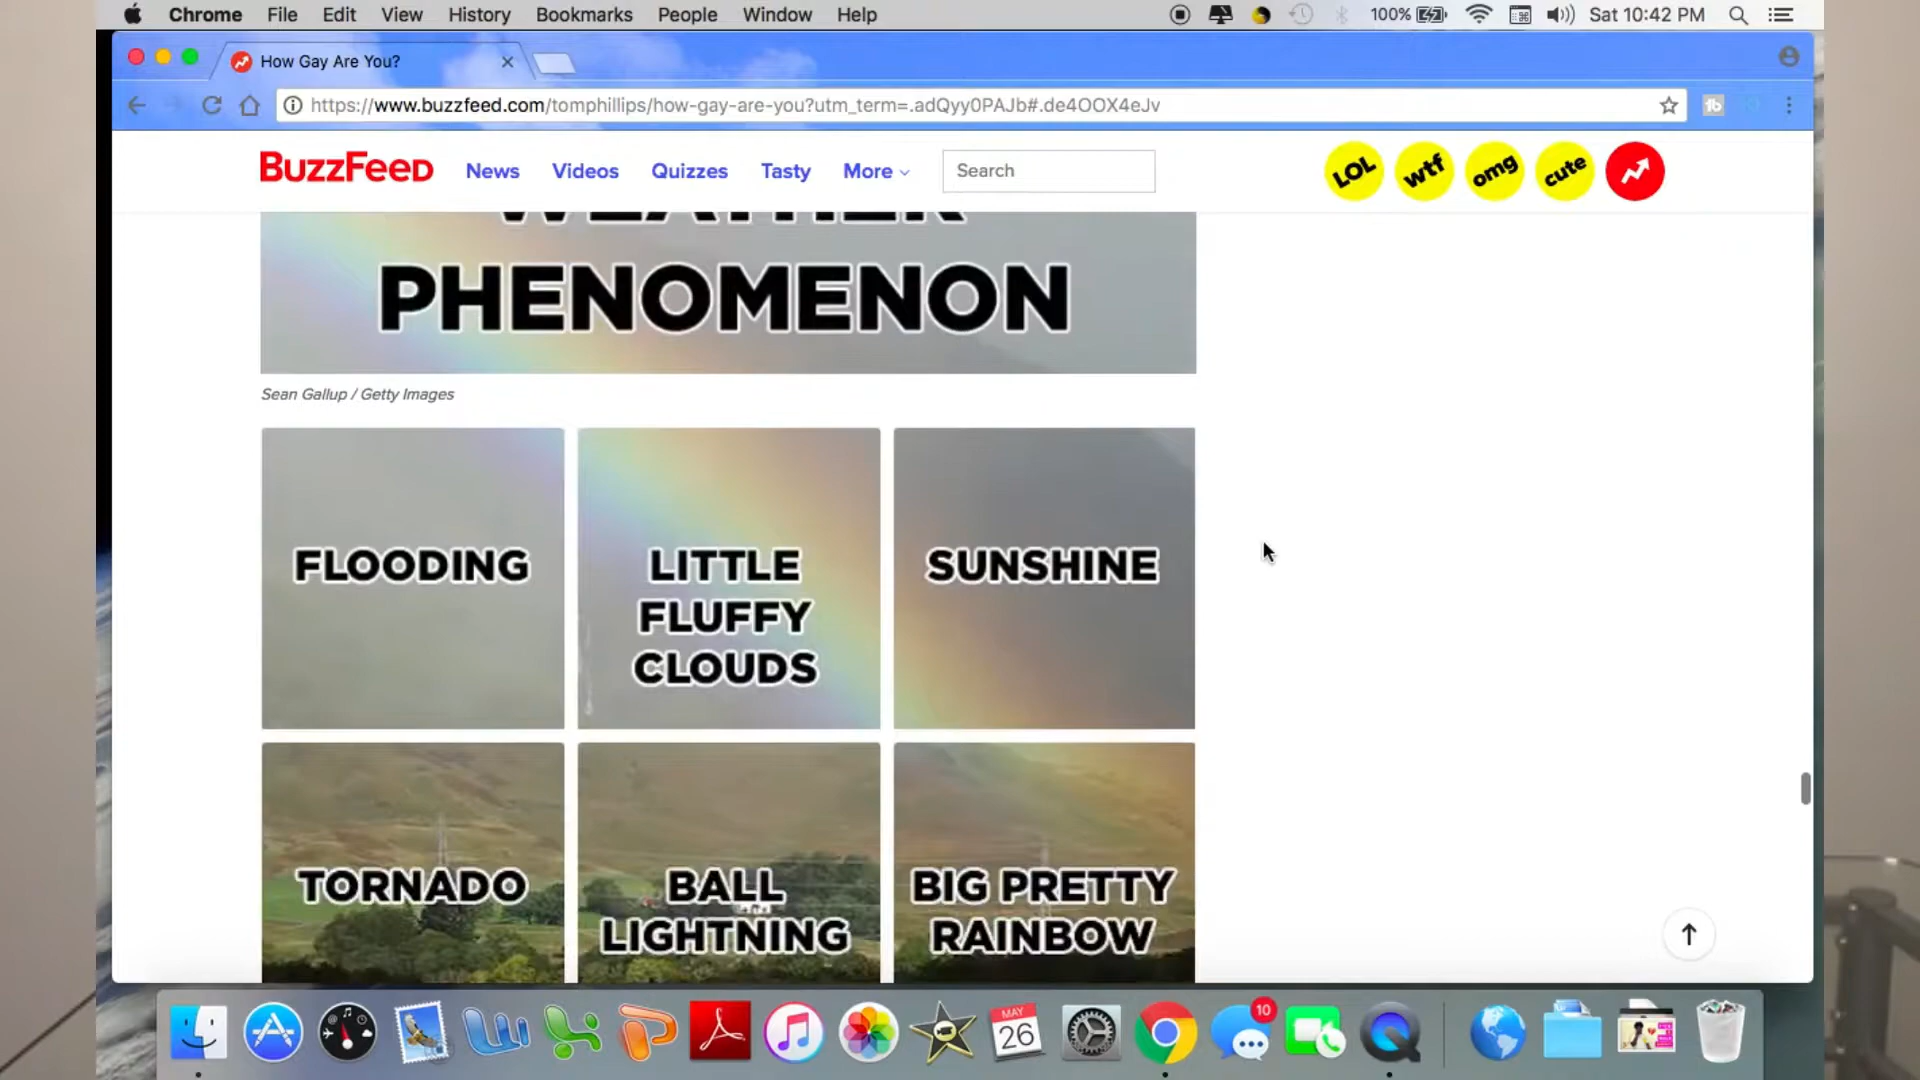 Chrome File Edit View History Bookmarks People Window Help 100% Sat 10:42 PM
How Gay Are You?
https://www.buzzfeed.com/tomphillips/how-gay-are-you?utm_term=.adQyy0PAJb#.de4OOX4eJv
BuzzFeed News Videos Quizzes Tasty More Search LOL wtf omg cute
WEATHER
PHENOMENON
Sean Gallup / Getty Images
FLOODING
LITTLE
FLUFFY
CLOUDS
SUNSHINE
TORNADO
BALL
LIGHTNING
BIG PRETTY
RAINBOW
MAY
26
10